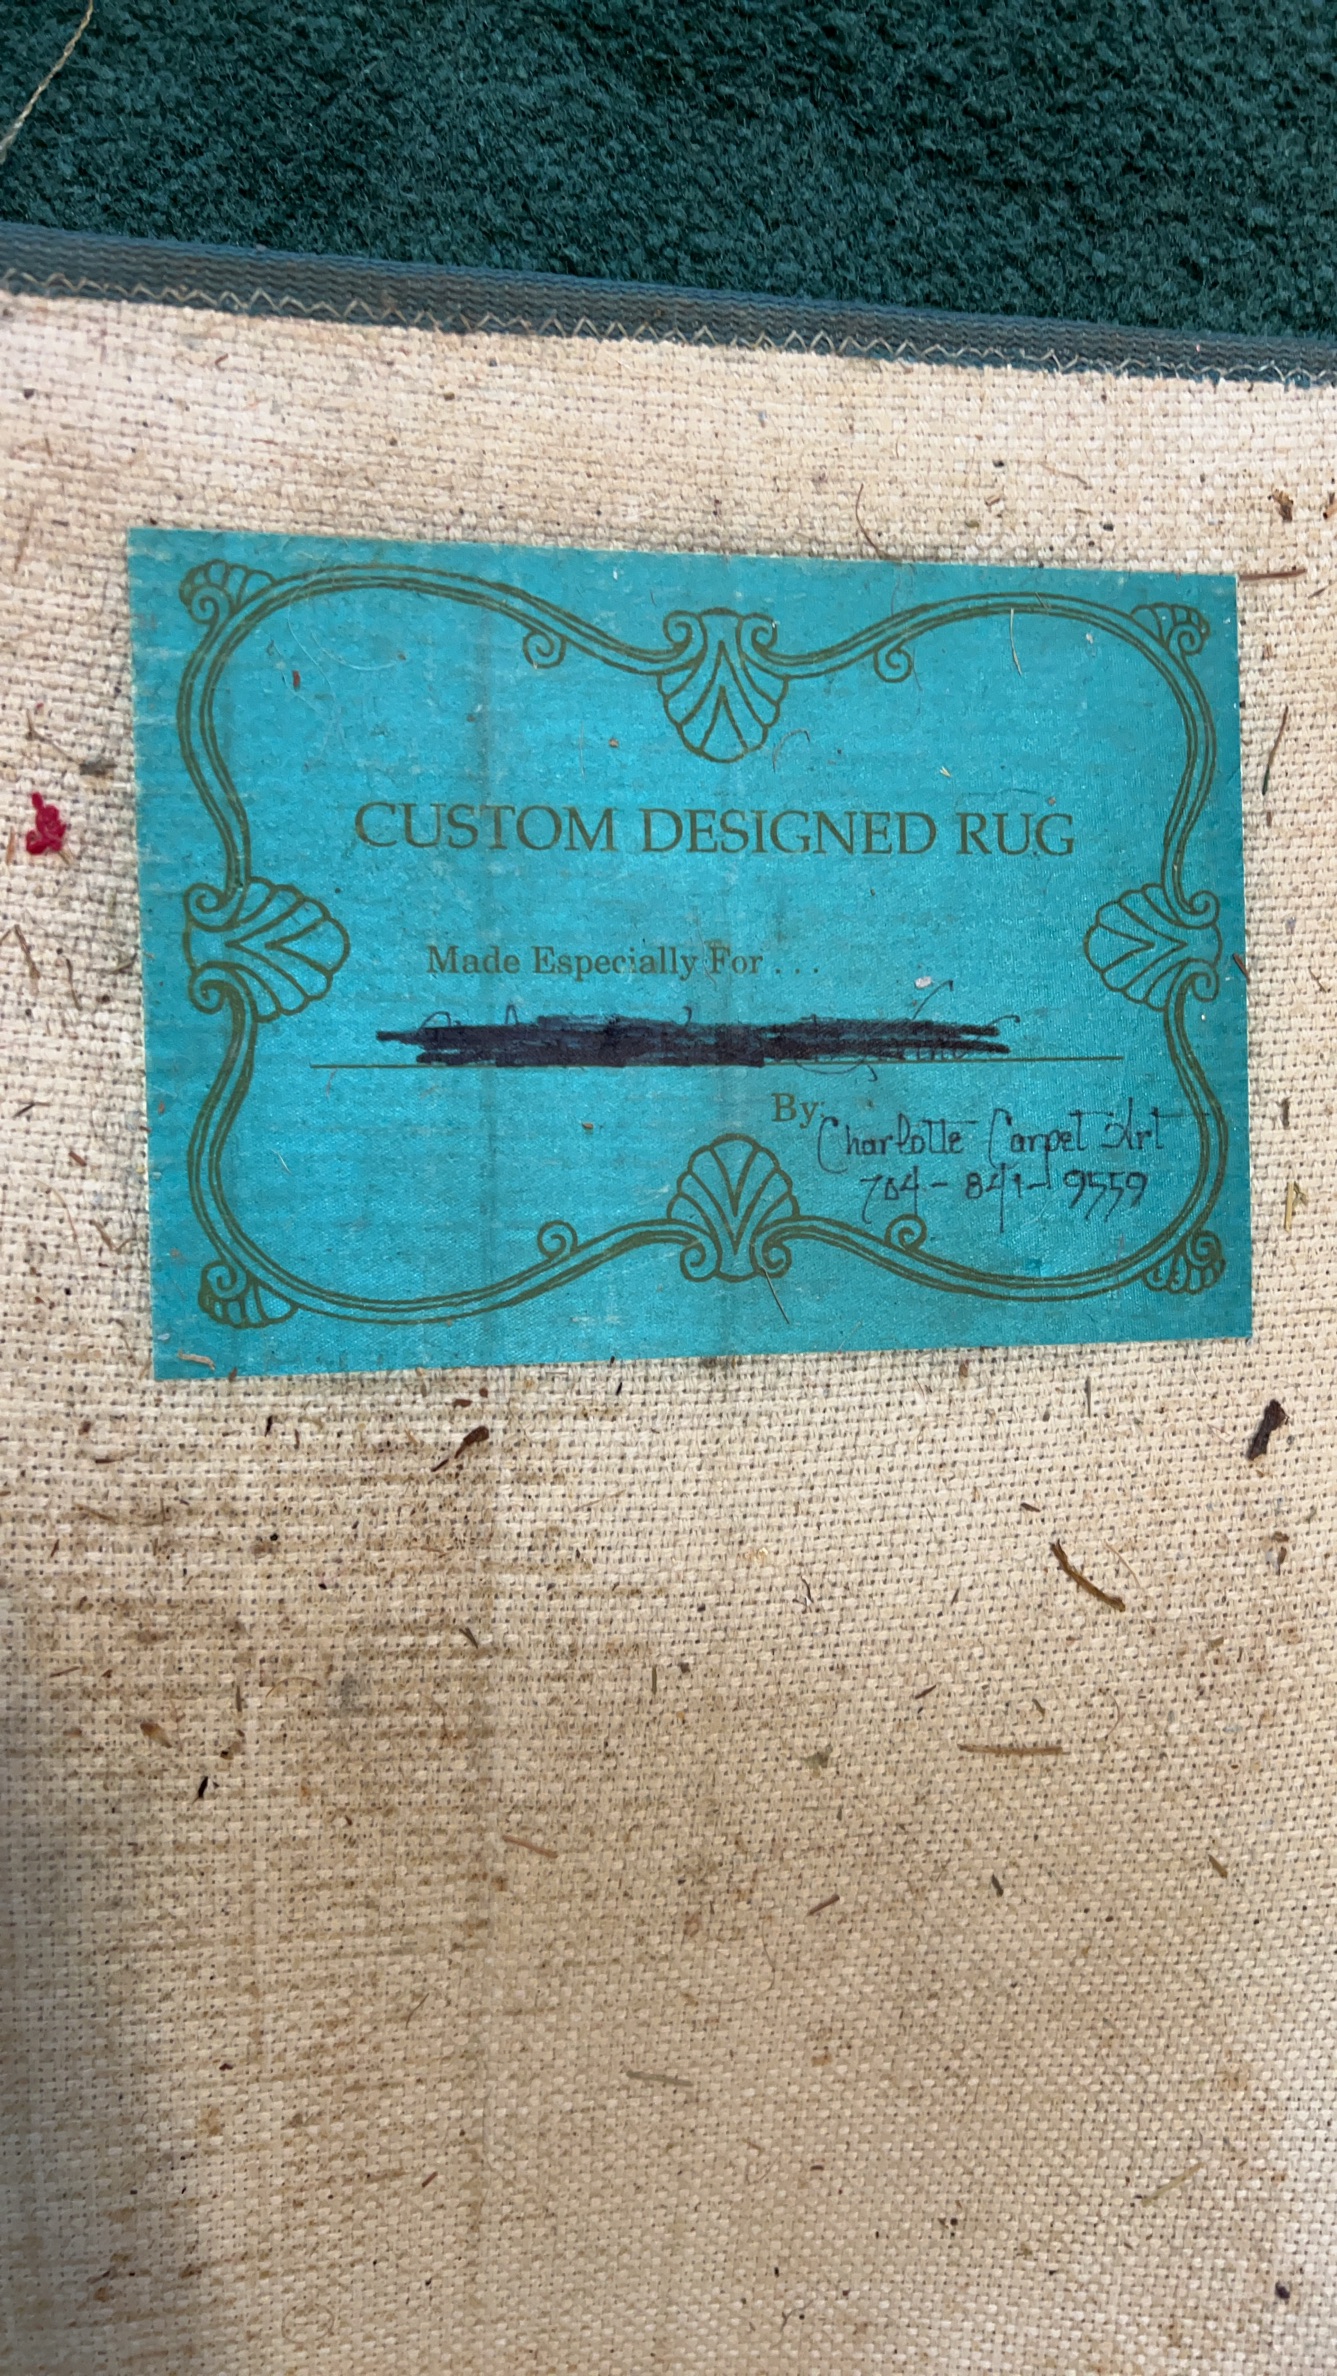 CUSTOM DESIGNED RUG
Made Especially For . . .
By:
Charlotte Carpet Art
704-841-9559